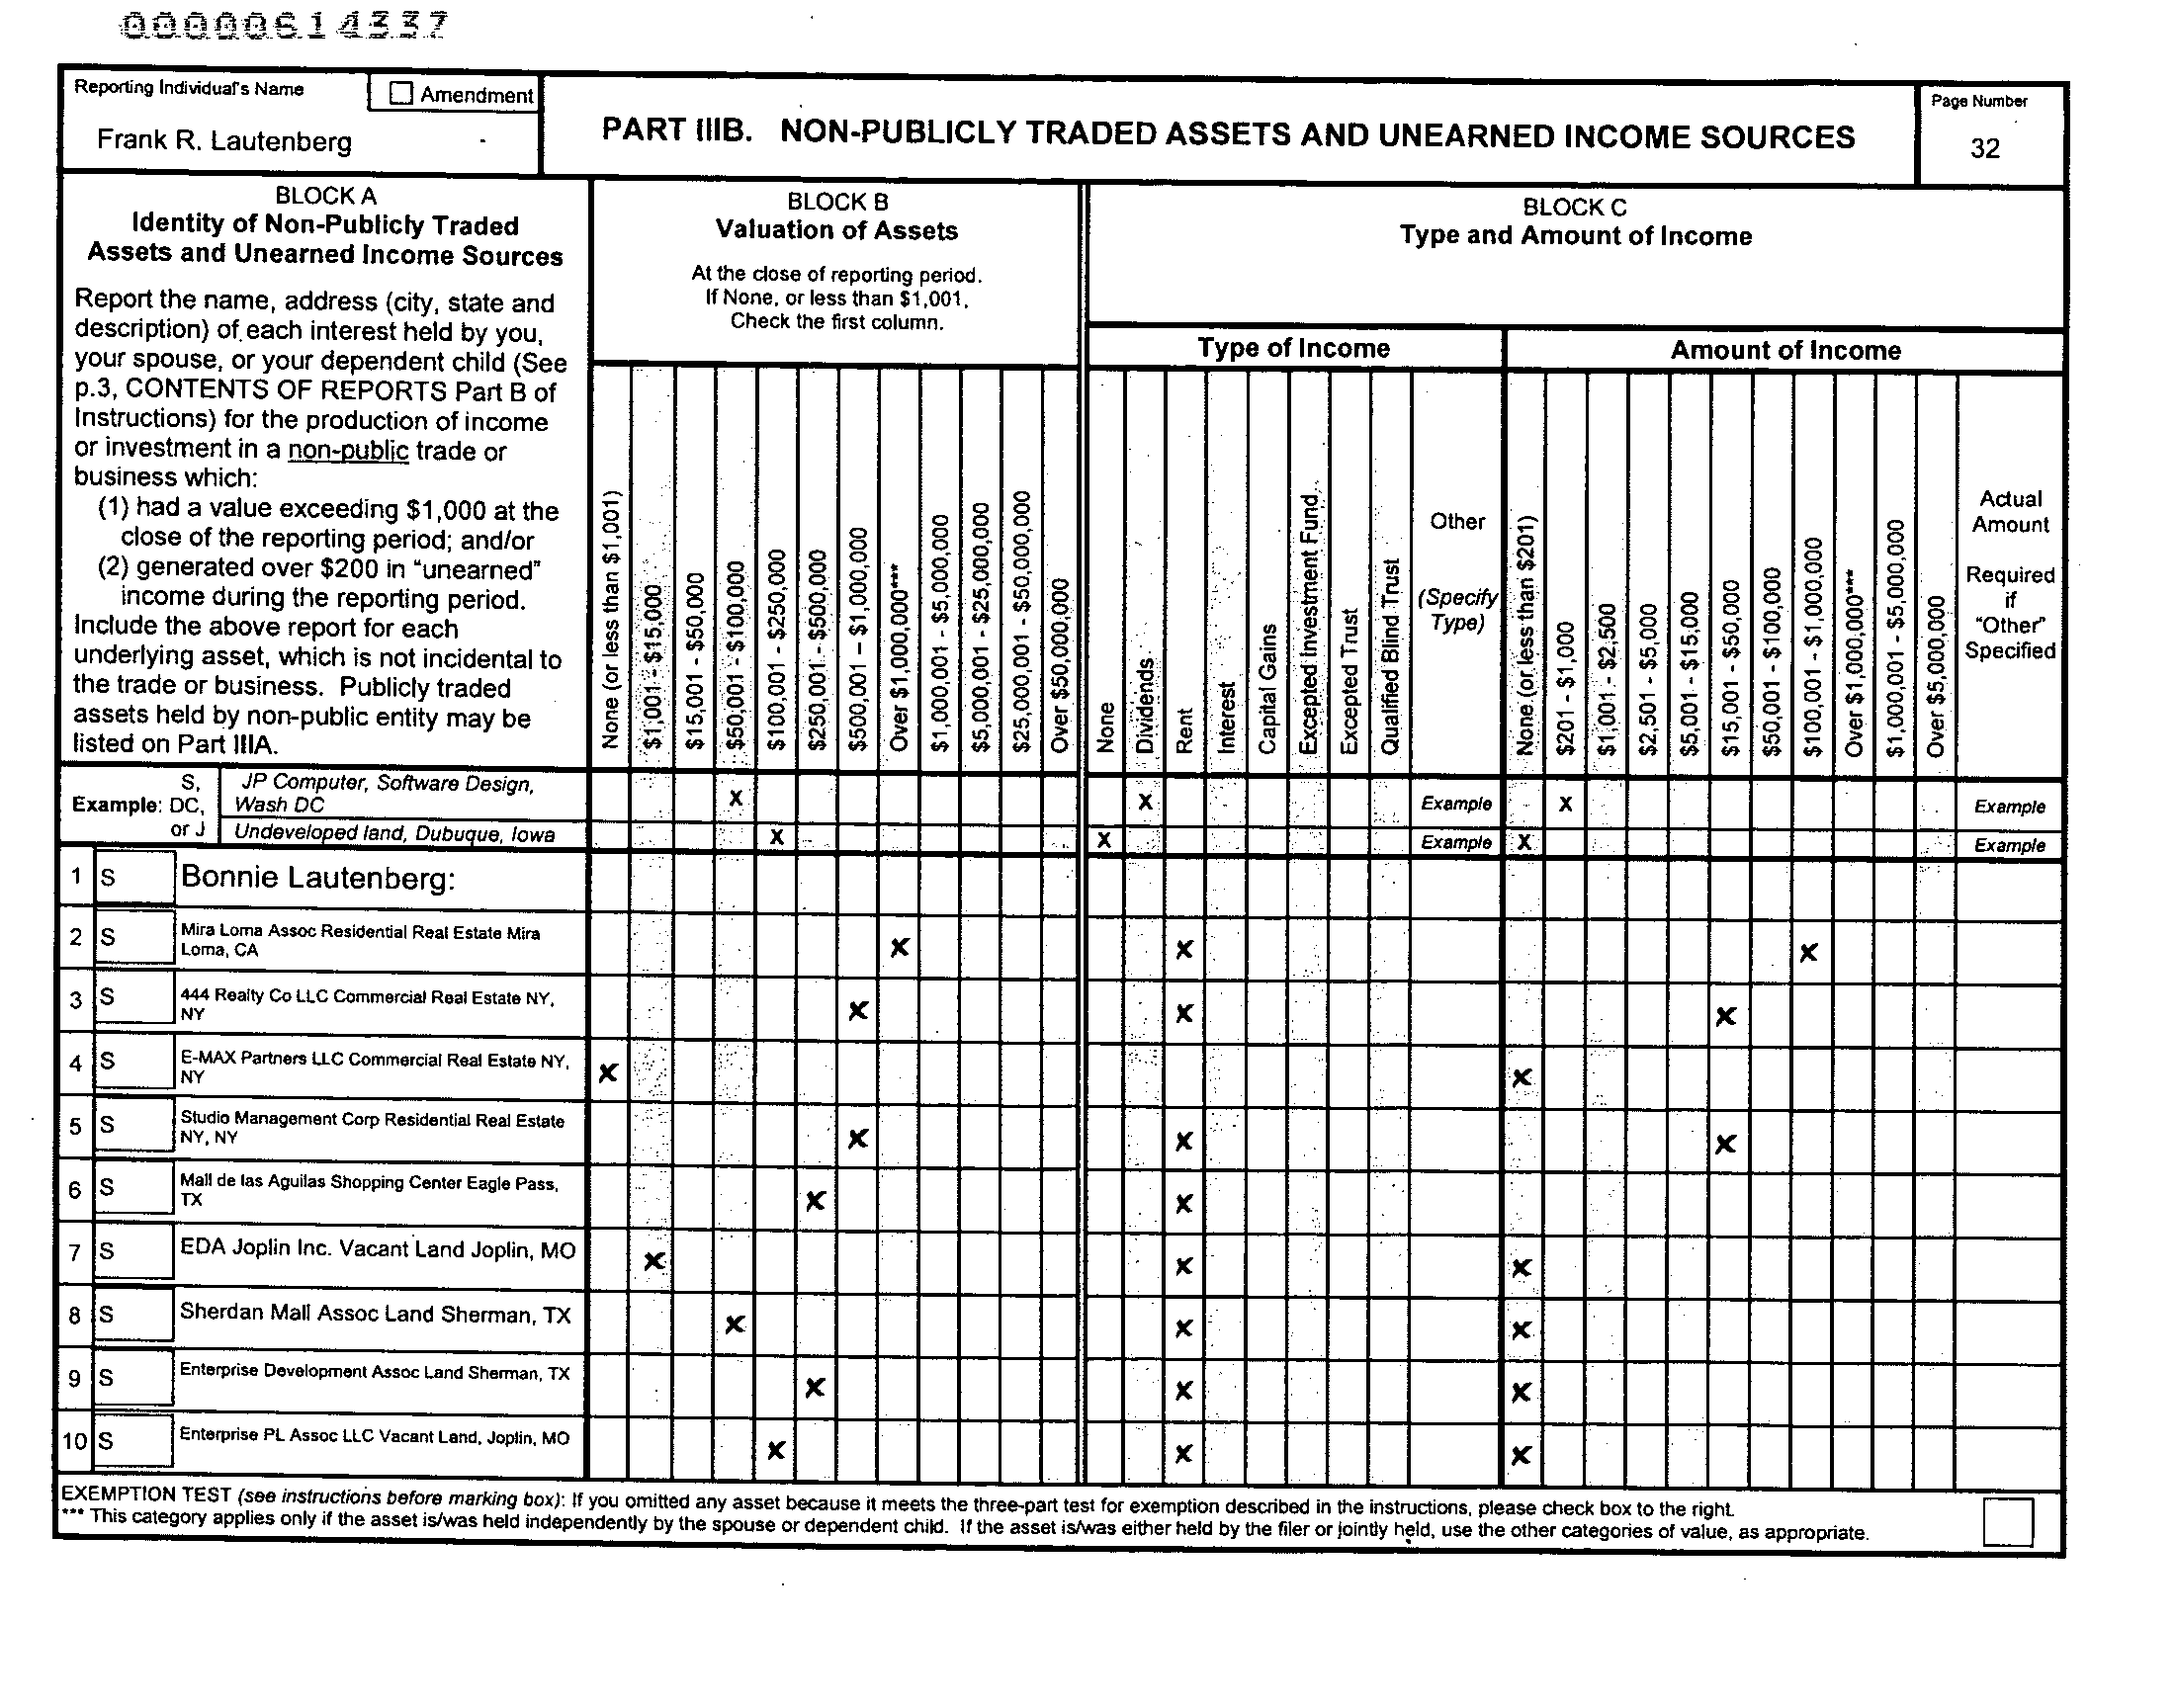 00000614337
Reporting Individual's Name
Amendment
Frank R. Lautenberg
PART IIIB. NON-PUBLICLY TRADED ASSETS AND UNEARNED INCOME SOURCES
Page Number
32
BLOCK A
Identity of Non-Publicly Traded
Assets and Unearned Income Sources
Report the name, address (city, state and
description) of each interest held by you,
your spouse, or your dependent child (See
p.3, CONTENTS OF REPORTS Part B of
Instructions) for the production of income
or investment in a non-public trade or
business which:
(1) had a value exceeding $1,000 at the
close of the reporting period; and/or
(2) generated over $200 in "unearned"
income during the reporting period.
Include the above report for each
underlying asset, which is not incidental to
the trade or business. Publicly traded
assets held by non-public entity may be
listed on Part IIIA.
BLOCK B
Valuation of Assets
At the close of reporting period.
If None, or less than $1,001,
Check the first column.
None (or less than $1,001)
$1,001 - $15,000
$15,001 - $50,000
$50,001 - $100,000
$100,001 - $250,000
$250,001 - $500,000
$500,001 – $1,000,000
Over $1,000,000***
$1,000,001 - $5,000,000
$5,000,001 - $25,000,000
$25,000,001 - $50,000,000
Over $50,000,000
BLOCK C
Type and Amount of Income
Type of Income
None
Dividends
Rent
Interest
Capital Gains
Excepted Investment Fund
Excepted Trust
Qualified Blind Trust
Other
(Specify
Type)
Amount of Income
None (or less than $201)
$201 - $1,000
$1,001 - $2,500
$2,501 - $5,000
$5,001 - $15,000
$15,001 - $50,000
$50,001 - $100,000
$100,001 - $1,000,000
Over $1,000,000***
$1,000,001 - $5,000,000
Over $5,000,000
Actual
Amount
Required
if
"Other"
Specified
Example: S,
DC,
or J
JP Computer, Software Design,
Wash DC X X Example X Example
Undeveloped land, Dubuque, Iowa X X Example X Example
1 S Bonnie Lautenberg:
2 S Mira Loma Assoc Residential Real Estate Mira
Loma, CA X X X
3 S 444 Realty Co LLC Commercial Real Estate NY,
NY X X X
4 S E-MAX Partners LLC Commercial Real Estate NY,
NY X X
5 S Studio Management Corp Residential Real Estate
NY, NY X X X
6 S Mall de las Aguilas Shopping Center Eagle Pass,
TX X X
7 S EDA Joplin Inc. Vacant Land Joplin, MO X X X
8 S Sherdan Mall Assoc Land Sherman, TX X X X
9 S Enterprise Development Assoc Land Sherman, TX X X X
10 S Enterprise PL Assoc LLC Vacant Land, Joplin, MO X X X
EXEMPTION TEST (see instructions before marking box): If you omitted any asset because it meets the three-part test for exemption described in the instructions, please check box to the right.
*** This category applies only if the asset is/was held independently by the spouse or dependent child. If the asset is/was either held by the filer or jointly held, use the other categories of value, as appropriate.